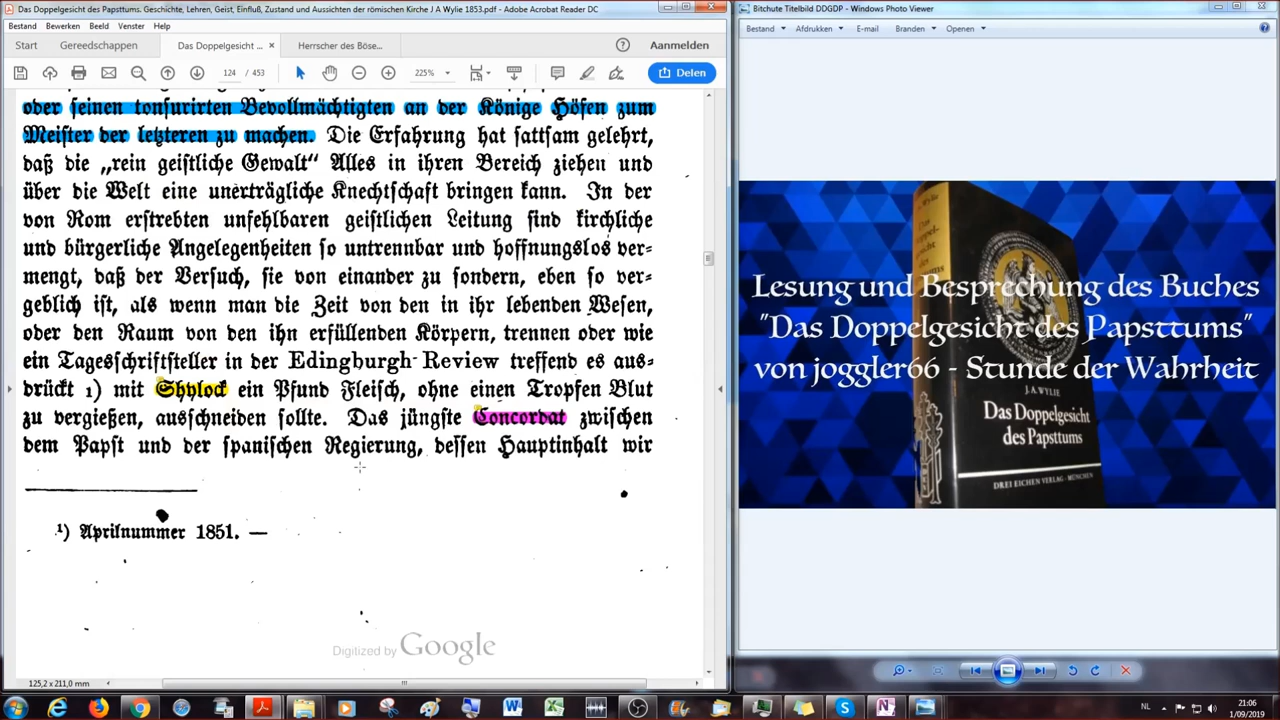 Das Doppelgesicht des Papsttums. Geschichte, Lehren, Geist, Einfluß, Zustand und Aussichten der römischen Kirche J A Wylie 1853.pdf - Adobe Acrobat Reader DC
Bestand Bewerken Beeld Venster Help
Start Gereedschappen Das Doppelgesicht ... × Herrscher des Böse... Aanmelden
124 / 453 225% Delen
oder ſeinen tonſurirten Bevollmächtigten an der Könige Höfen zum
Meiſter der letzteren zu machen. Die Erfahrung hat ſattſam gelehrt,
daß die „rein geiſtliche Gewalt“ Alles in ihren Bereich ziehen und
über die Welt eine unerträgliche Knechtſchaft bringen kann. In der
von Rom erſtrebten unfehlbaren geiſtlichen Leitung ſind kirchliche
und bürgerliche Angelegenheiten ſo untrennbar und hoffnungslos ver-
mengt, daß der Verſuch, ſie von einander zu ſondern, eben ſo ver-
geblich iſt, als wenn man die Zeit von den in ihr lebenden Weſen,
oder den Raum von den ihn erfüllenden Körpern, trennen oder wie
ein Tagesſchriftſteller in der Edingburgh-Review treffend es aus-
drückt 1) mit Shylock ein Pfund Fleiſch, ohne einen Tropfen Blut
zu vergießen, ausſchneiden ſollte. Das jüngſte Concordat zwiſchen
dem Papſt und der ſpaniſchen Regierung, deſſen Hauptinhalt wir
¹) Aprilnummer 1851. —
Digitized by Google
125,2 x 211,0 mm
Bitchute Titelbild DDGDP - Windows Photo Viewer
Bestand Afdrukken E-mail Branden Openen
Lesung und Besprechung des Buches
"Das Doppelgesicht des Papsttums"
von joggler66 - Stunde der Wahrheit
J.A. WYLIE
Das Doppelgesicht
des Papsttums
DREI EICHEN VERLAG · MÜNCHEN
NL
21:06
1/09/2019